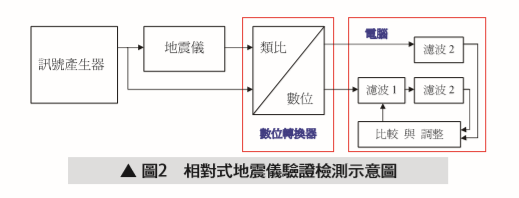 訊號產生器
地震儀
類比
數位
數位轉換器
電腦
濾波 2
濾波 1
濾波 2
比較 與 調整
▲ 圖2 相對式地震儀驗證檢測示意圖